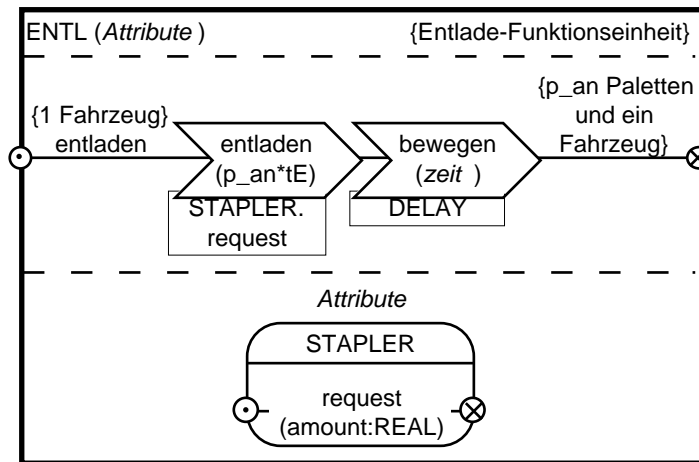 ENTL (Attribute ) {Entlade-Funktionseinheit}
{1 Fahrzeug}
entladen
entladen
(p_an*tE)
STAPLER.
request
bewegen
(zeit )
DELAY
{p_an Paletten
und ein
Fahrzeug}
Attribute
STAPLER
request
(amount:REAL)